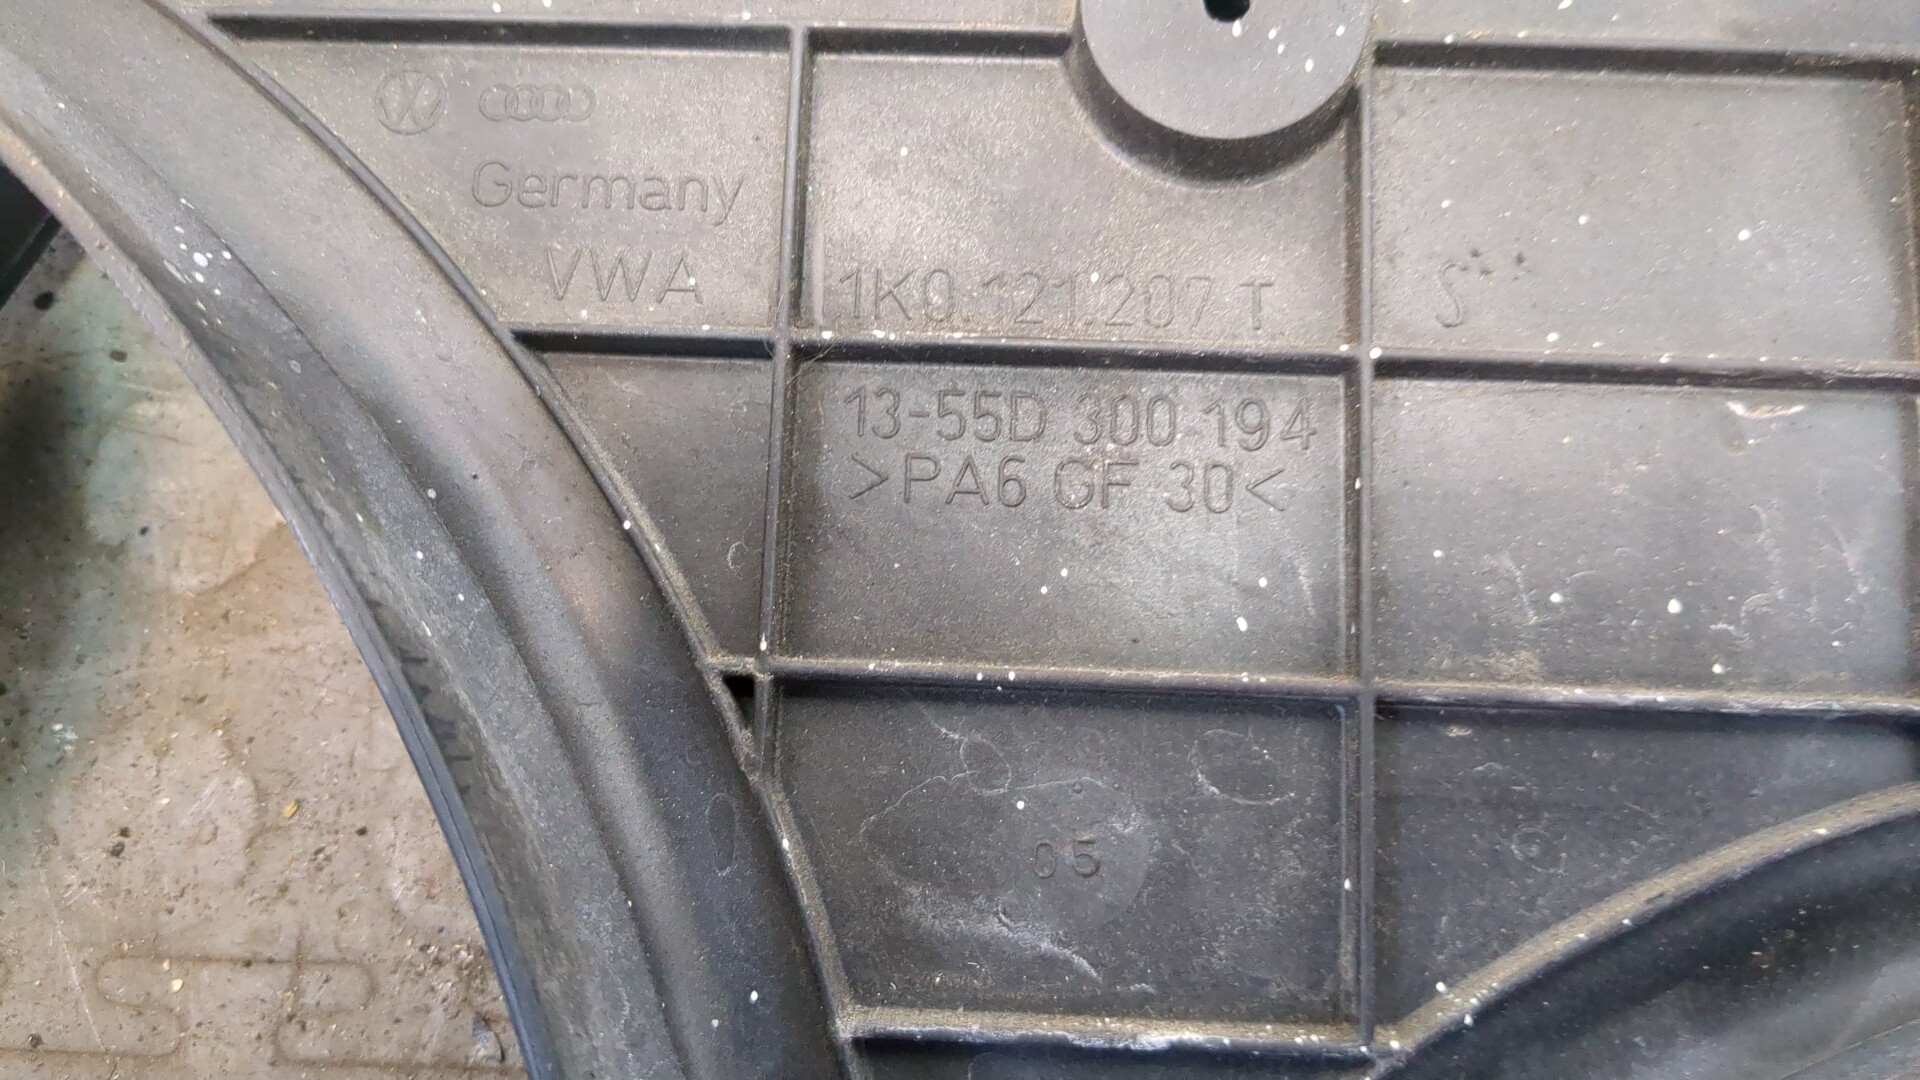 Germany
VWA
1K0.121.207 T
S
13-55D 300 194
>PA6 GF 30<
05